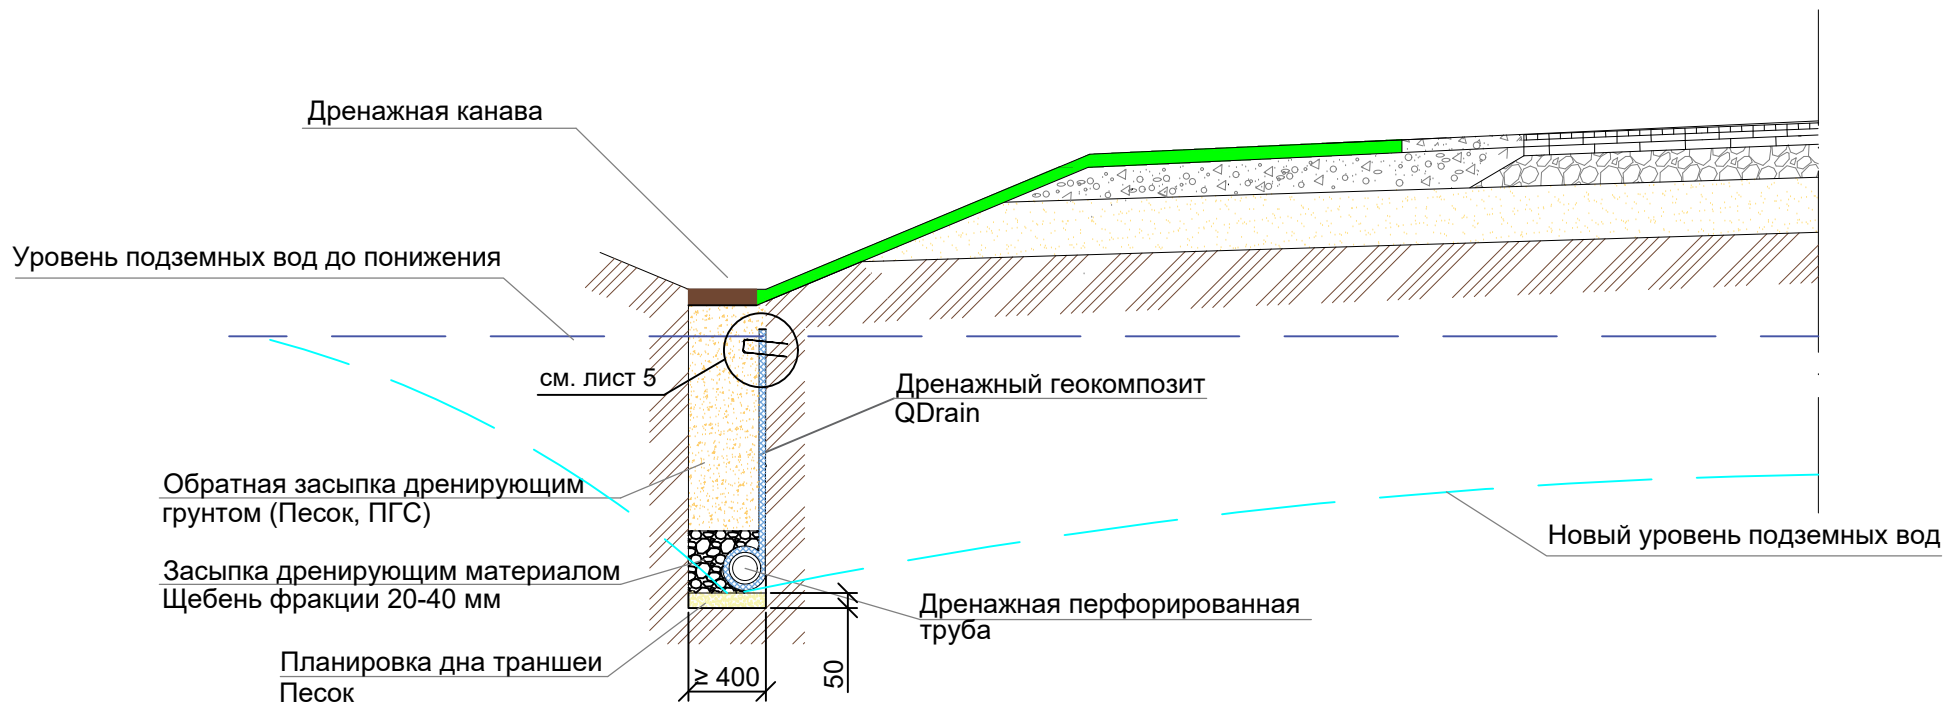 Дренажная канава
Уровень подземных вод до понижения
см. лист 5
Дренажный геокомпозит
QDrain
Обратная засыпка дренирующим
грунтом (Песок, ПГС)
Новый уровень подземных вод
Засыпка дренирующим материалом
Щебень фракции 20-40 мм
Дренажная перфорированная
труба
Планировка дна траншеи
Песок
≥ 400
50